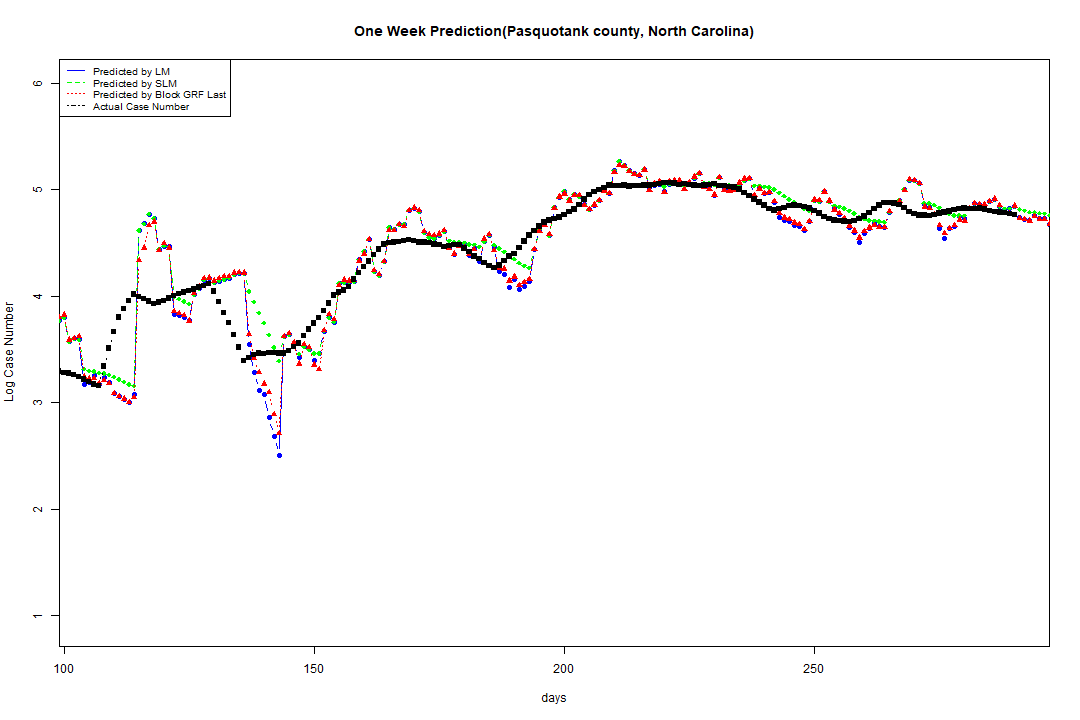 One Week Prediction(Pasquotank county, North Carolina)
Predicted by LM
Predicted by SLM
Predicted by Block GRF Last
Actual Case Number
6
5
4
3
2
1
Log Case Number
100 150 200 250
days